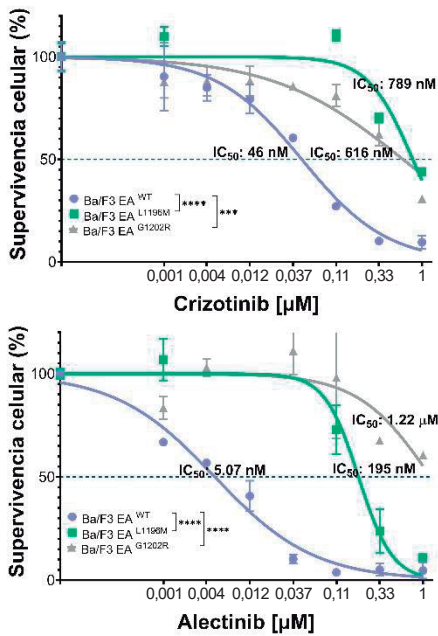 Supervivencia celular (%)
100
50
0
IC50: 789 nM
IC50: 46 nM
IC50: 616 nM
Ba/F3 EA WT
Ba/F3 EA L1196M
Ba/F3 EA G1202R
****
***
0,001
0,004
0,012
0,037
0,11
0,33
1
Crizotinib [µM]
Supervivencia celular (%)
100
50
0
IC50: 1.22 µM
IC50: 5.07 nM
IC50: 195 nM
Ba/F3 EA WT
Ba/F3 EA L1196M
Ba/F3 EA G1202R
****
****
0,001
0,004
0,012
0,037
0,11
0,33
1
Alectinib [µM]